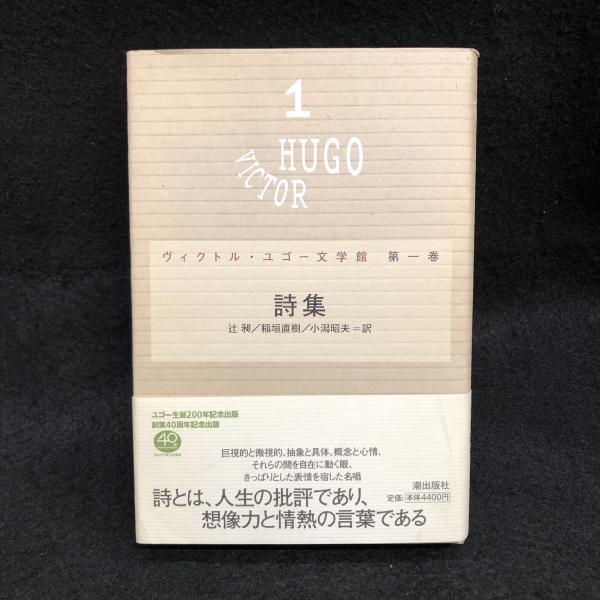 1
VICTOR
HUGO
ヴィクトル・ユゴー文学館 第一巻
詩集
辻昶／稲垣直樹／小潟昭夫＝訳
ユゴー生誕200年記念出版
創業40周年記念出版
40
巨視的と微視的、抽象と具体、概念と心情、
それらの間を自在に動く眼、
きっぱりとした表情を宿した名唱
詩とは、人生の批評であり、
想像力と情熱の言葉である
潮出版社
定価:本体4400円